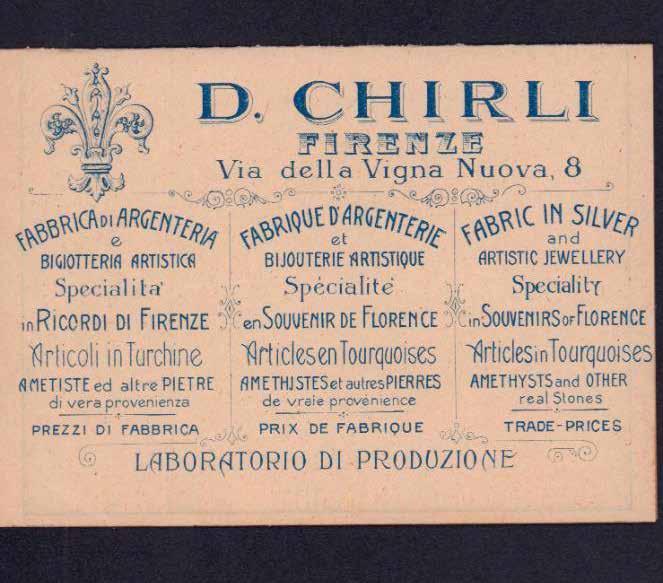 D. CHIRLI
FIRENZE
Via della Vigna Nuova, 8
FABBRICA DI ARGENTERIA
e
BIGIOTTERIA ARTISTICA
Specialità
in RICORDI DI FIRENZE
Articoli in Turchine
AMETISTE ed altre PIETRE
di vera provenienza
PREZZI DI FABBRICA
FABRIQUE D'ARGENTERIE
et
BIJOUTERIE ARTISTIQUE
Spécialité
en SOUVENIR DE FLORENCE
Articles en Tourquoises
AMETHISTES et autres PIERRES
de vraie provénience
PRIX DE FABRIQUE
FABRIC IN SILVER
and
ARTISTIC JEWELLERY
Speciality
in SOUVENIRS OF FLORENCE
Articles in Tourquoises
AMETHYSTS and OTHER
real Stones
TRADE-PRICES
LABORATORIO DI PRODUZIONE